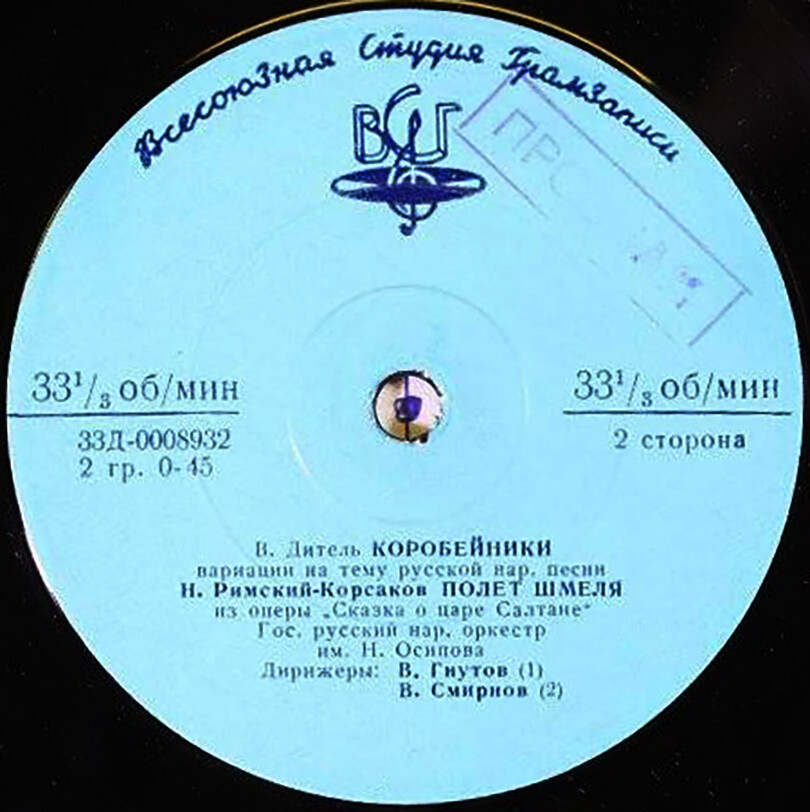 Всесоюзная Студия Грамзаписи
ВСГ
33¹/₃ об/мин
33Д-0008932
2 гр. 0-45
33¹/₃ об/мин
2 сторона
В. Дитель КОРОБЕЙНИКИ
вариации на тему русской нар. песни
Н. Римский-Корсаков ПОЛЕТ ШМЕЛЯ
из оперы „Сказка о царе Салтане"
Гос. русский нар. оркестр
им. Н. Осипова
Дирижеры: В. Гнутов (1)
В. Смирнов (2)